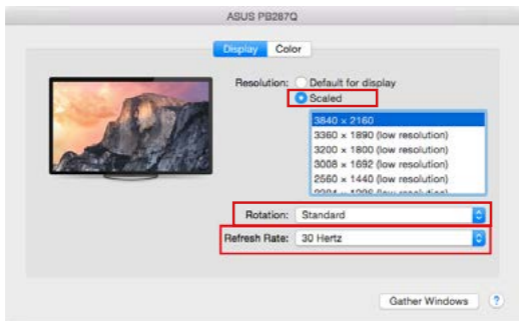 ASUS PB287Q
Display Color
Resolution: Default for display
Scaled
3840 × 2160
3360 × 1890 (low resolution)
3200 × 1800 (low resolution)
3008 × 1692 (low resolution)
2560 × 1440 (low resolution)
Rotation: Standard
Refresh Rate: 30 Hertz
Gather Windows ?